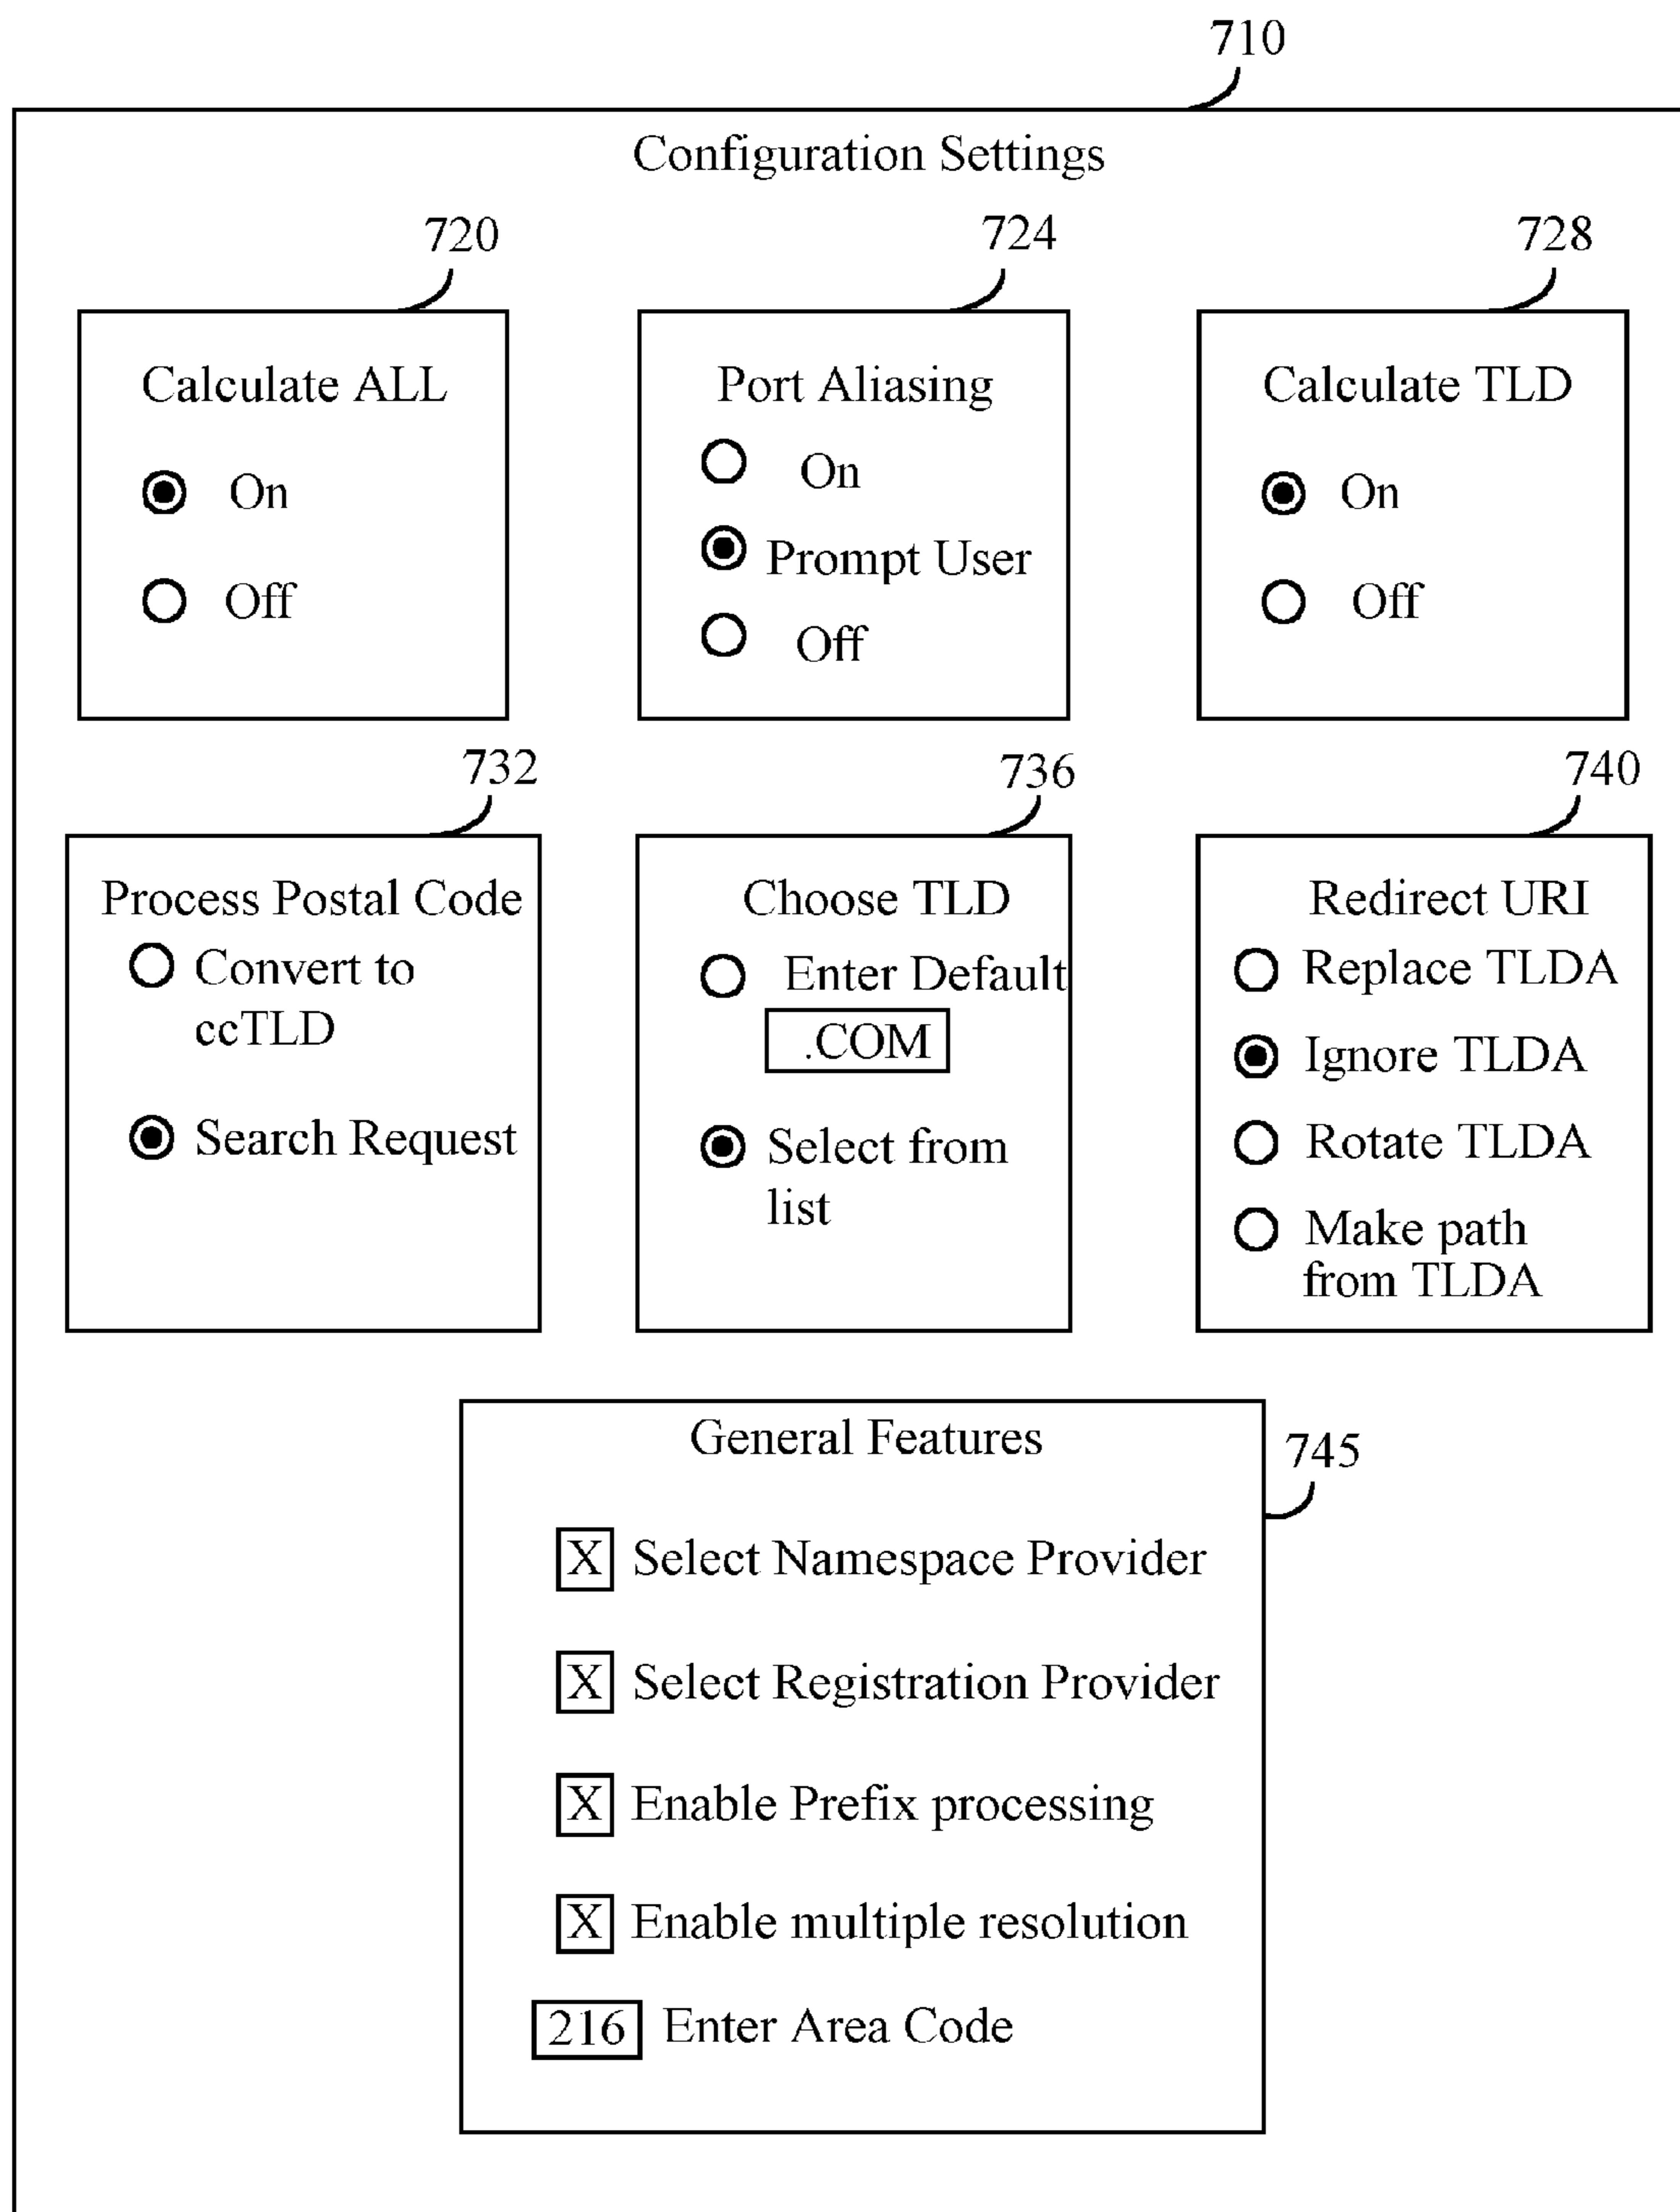 710
Configuration Settings
720
724
728
Calculate ALL
On
Off
Port Aliasing
On
Prompt User
Off
Calculate TLD
On
Off
732
736
740
Process Postal Code
Convert to
ccTLD
Search Request
Choose TLD
Enter Default
.COM
Select from
list
Redirect URI
Replace TLDA
Ignore TLDA
Rotate TLDA
Make path
from TLDA
General Features
745
X Select Namespace Provider
X Select Registration Provider
X Enable Prefix processing
X Enable multiple resolution
216 Enter Area Code